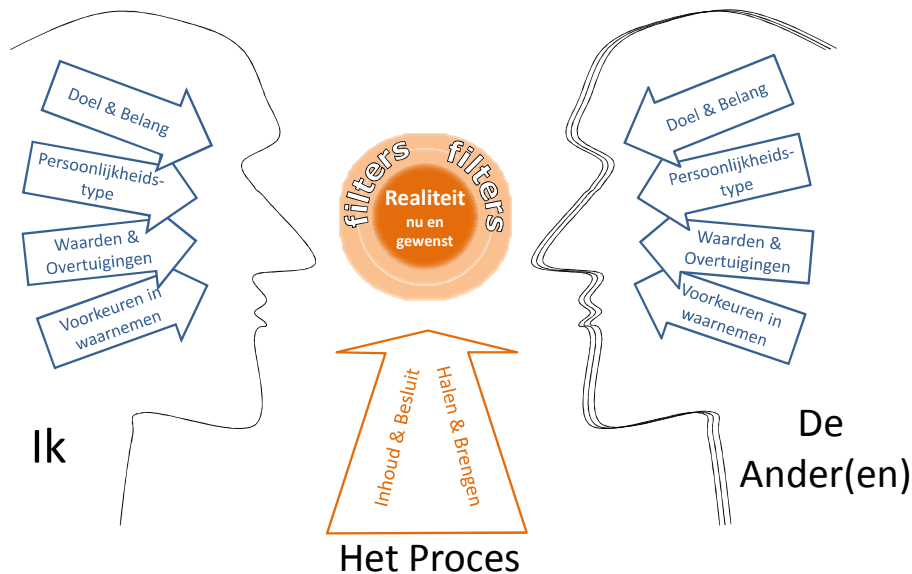 Doel & Belang
Persoonlijkheids-
type
Waarden &
Overtuigingen
Voorkeuren in
waarnemen
Ik
filters filters
Realiteit
nu en
gewenst
Inhoud & Besluit
Halen & Brengen
Het Proces
Doel & Belang
Persoonlijkheids-
type
Waarden &
Overtuigingen
Voorkeuren in
waarnemen
De
Ander(en)